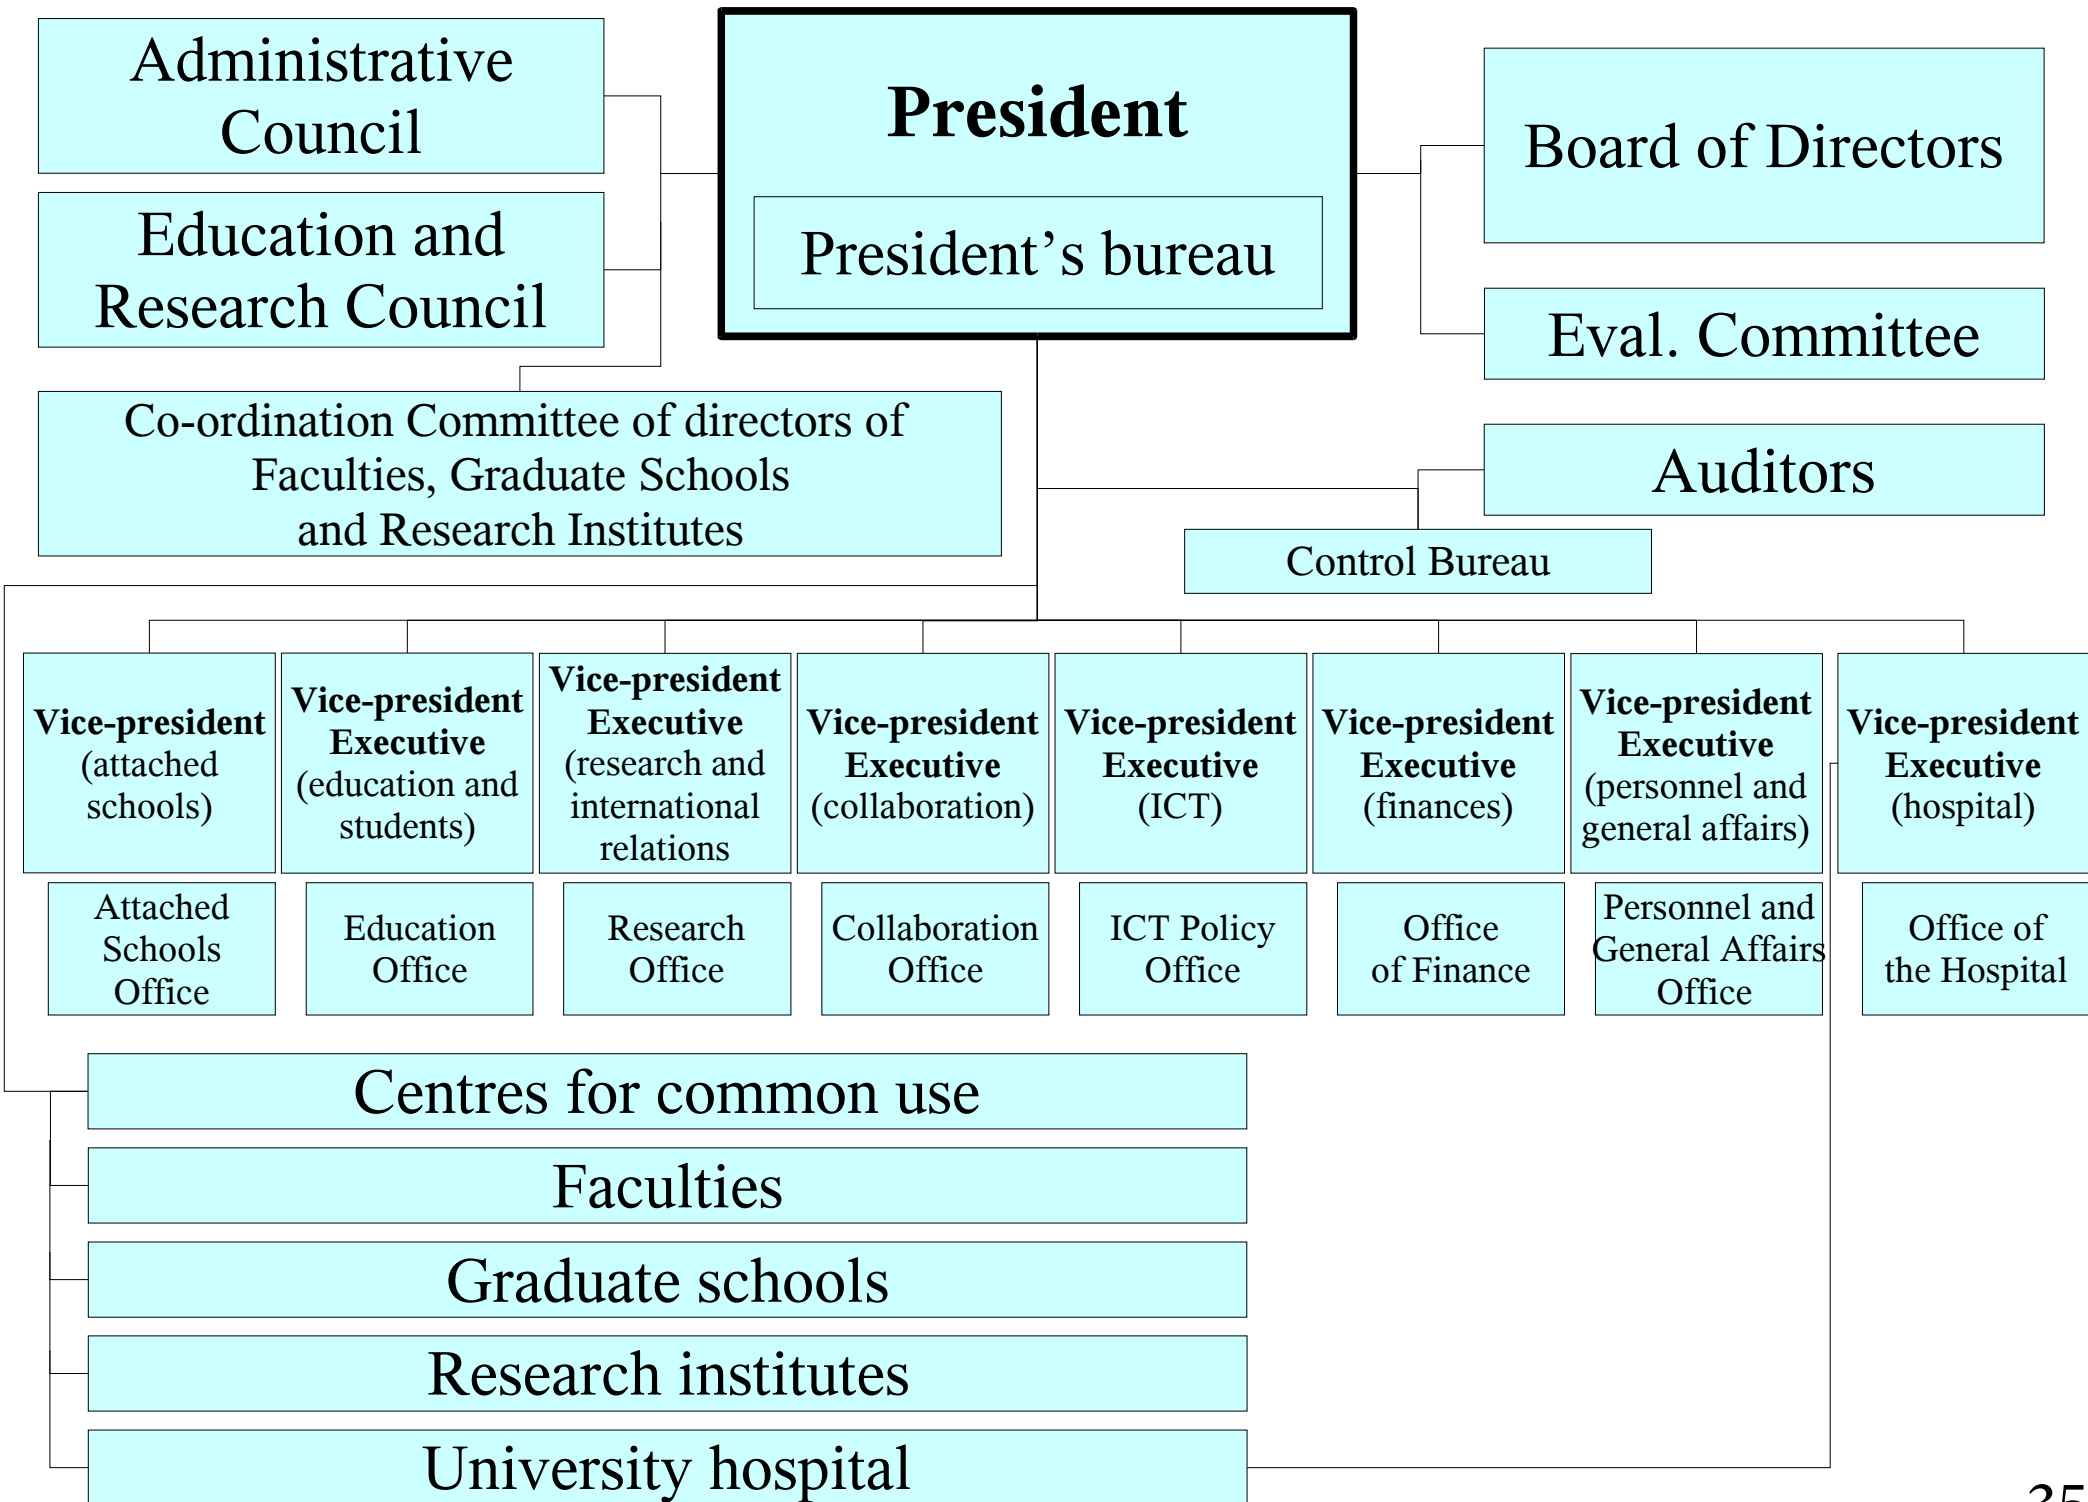 Administrative
Council
President
Board of Directors
Education and
Research Council
President’s bureau
Eval. Committee
Co-ordination Committee of directors of
Faculties, Graduate Schools
and Research Institutes
Auditors
Control Bureau
Vice-president
(attached
schools)
Vice-president
Executive
(education and
students)
Vice-president
Executive
(research and
international
relations
Vice-president
Executive
(collaboration)
Vice-president
Executive
(ICT)
Vice-president
Executive
(finances)
Vice-president
Executive
(personnel and
general affairs)
Vice-president
Executive
(hospital)
Attached
Schools
Office
Education
Office
Research
Office
Collaboration
Office
ICT Policy
Office
Office
of Finance
Personnel and
General Affairs
Office
Office of
the Hospital
Centres for common use
Faculties
Graduate schools
Research institutes
University hospital
35